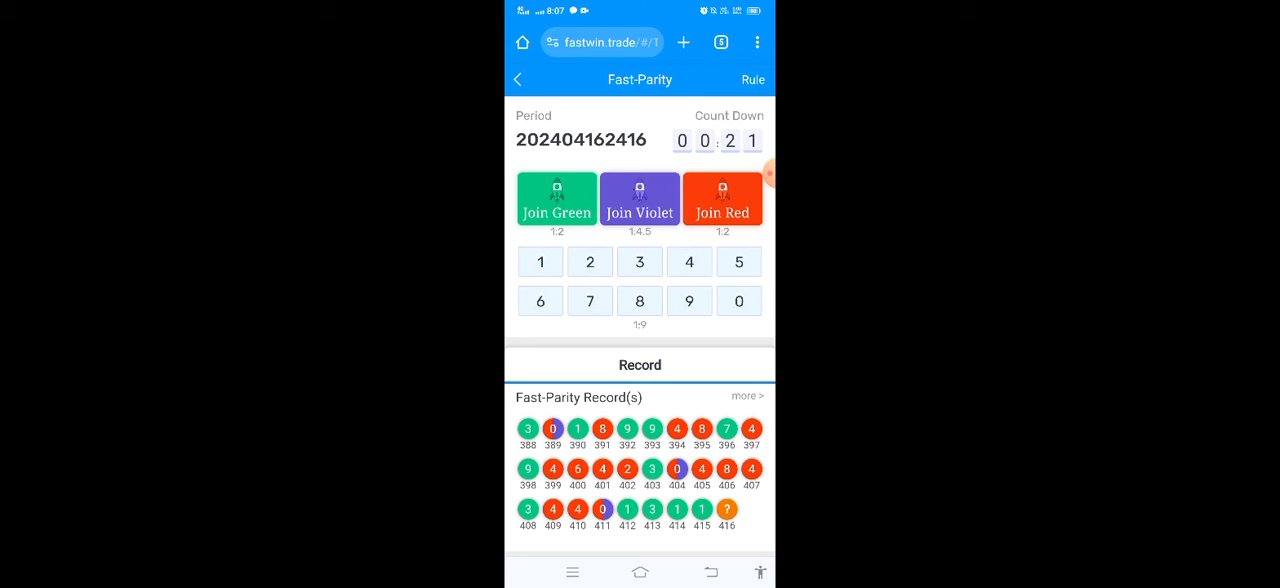 8:07
fastwin.trade/#/1
5
Fast-Parity
Rule
Period
Count Down
202404162416
0 0 : 2 1
Join Green
Join Violet
Join Red
1:2
1:4.5
1:2
1 2 3 4 5
6 7 8 9 0
1:9
Record
Fast-Parity Record(s)
more >
3 0 1 8 9 9 4 8 7 4
388 389 390 391 392 393 394 395 396 397
9 4 6 4 2 3 0 4 8 4
398 399 400 401 402 403 404 405 406 407
3 4 4 0 1 3 1 1 ?
408 409 410 411 412 413 414 415 416